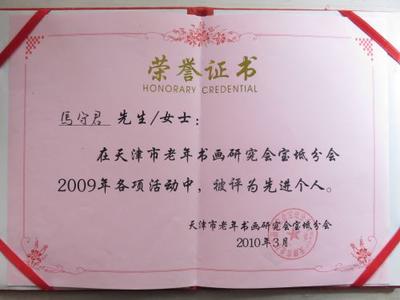 荣誉证书
HONORARY CREDENTIAL
馬守君 先生/女士：
在天津市老年书画研究会宝坻分会
2009年各项活动中，被评为先进个人。
天津市老年书画研究会宝坻分会
2010年3月